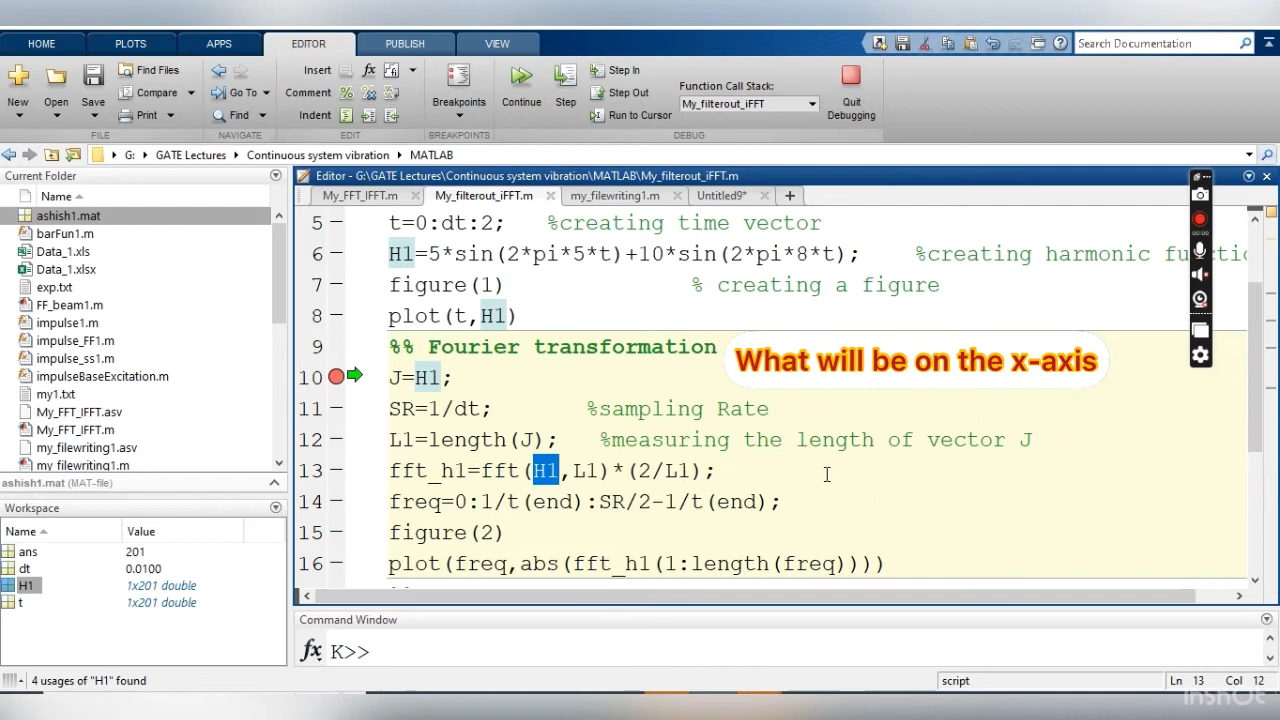 HOME PLOTS APPS EDITOR PUBLISH VIEW
Search Documentation
New Open Save Find Files Compare Print
Go To Find
Insert fx Comment Indent
Breakpoints
Continue Step Step In Step Out Run to Cursor
Function Call Stack:
My_filterout_iFFT
Quit Debugging
FILE NAVIGATE EDIT BREAKPOINTS DEBUG
G: GATE Lectures Continuous system vibration MATLAB
Current Folder
Name
ashish1.mat
barFun1.m
Data_1.xls
Data_1.xlsx
exp.txt
FF_beam1.m
impulse1.m
impulse_FF1.m
impulse_ss1.m
impulseBaseExcitation.m
my1.txt
My_FFT_IFFT.asv
My_FFT_IFFT.m
my_filewriting1.asv
my_filewriting1.m
ashish1.mat (MAT-file)
Workspace
Name Value
ans 201
dt 0.0100
H1 1x201 double
t 1x201 double
4 usages of "H1" found
Editor - G:\GATE Lectures\Continuous system vibration\MATLAB\My_filterout_iFFT.m
My_FFT_IFFT.m My_filterout_iFFT.m my_filewriting1.m Untitled9*
5 t=0:dt:2; %creating time vector
6 H1=5*sin(2*pi*5*t)+10*sin(2*pi*8*t); %creating harmonic functio
7 figure(1) % creating a figure
8 plot(t,H1)
9 %% Fourier transformation
What will be on the x-axis
10 J=H1;
11 SR=1/dt; %sampling Rate
12 L1=length(J); %measuring the length of vector J
13 fft_h1=fft(H1,L1)*(2/L1);
14 freq=0:1/t(end):SR/2-1/t(end);
15 figure(2)
16 plot(freq,abs(fft_h1(1:length(freq))))
00:00
Command Window
fx K>>
script Ln 13 Col 12
InShOt